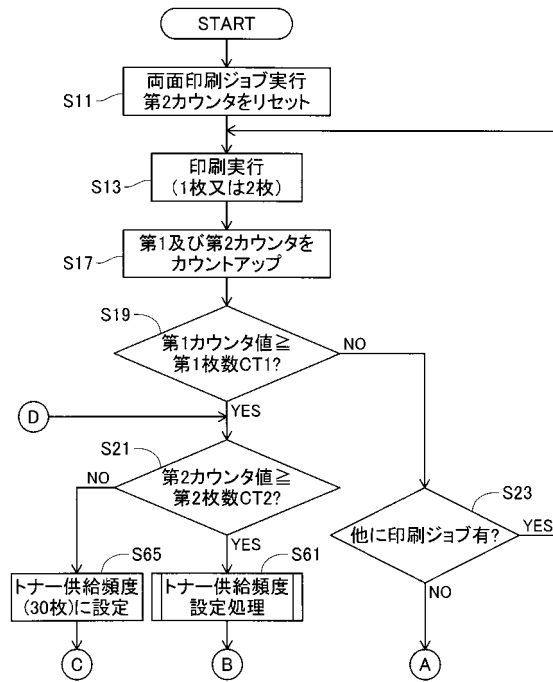 START
S11
両面印刷ジョブ実行
第2カウンタをリセット
S13
印刷実行
(1枚又は2枚)
S17
第1及び第2カウンタを
カウントアップ
S19
第1カウンタ値≧
第1枚数CT1?
NO
YES
D
S21
第2カウンタ値≧
第2枚数CT2?
NO
YES
S23
他に印刷ジョブ有?
YES
NO
S65
トナー供給頻度
(30枚)に設定
S61
トナー供給頻度
設定処理
C
B
A